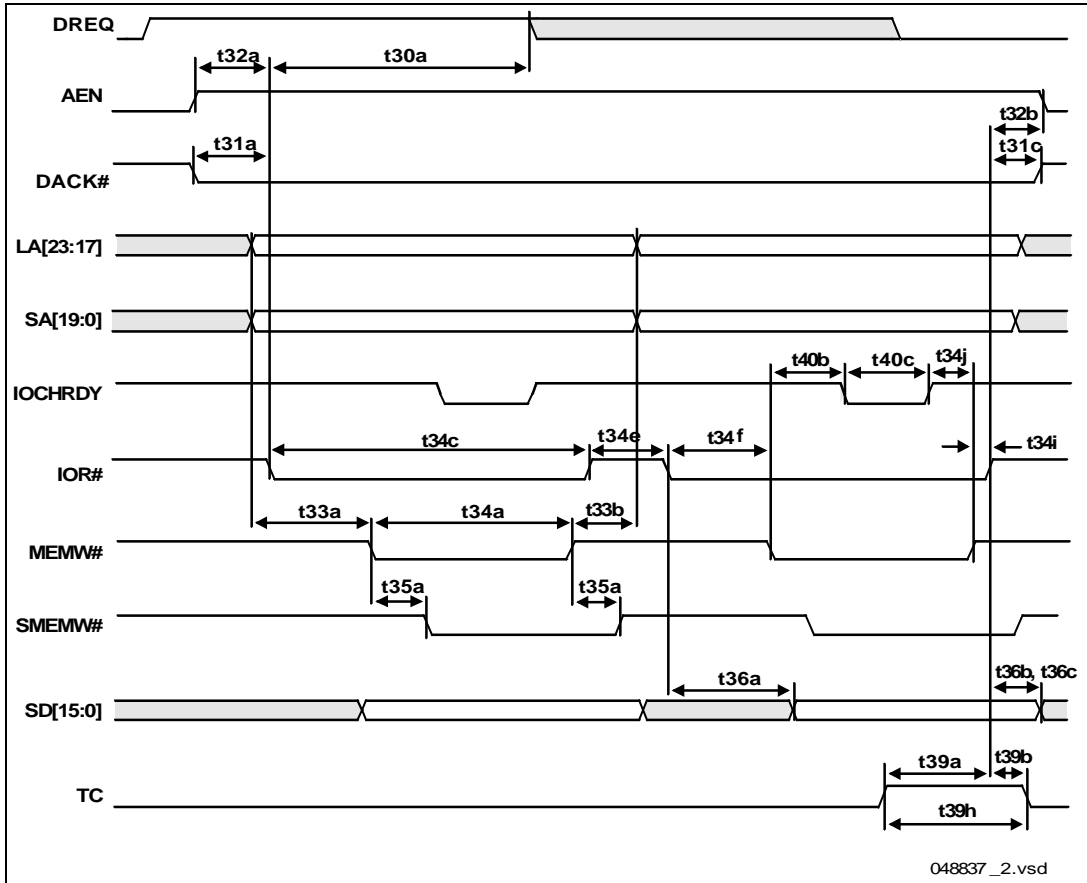 DREQ
t32a
t30a
AEN
t32b
t31a
t31c
DACK#
LA[23:17]
SA[19:0]
t40b
t40c
t34j
IOCHRDY
t34c
t34e
t34f
t34i
IOR#
t33a
t34a
t33b
MEMW#
t35a
t35a
SMEMW#
t36a
t36b, t36c
SD[15:0]
t39a
t39b
TC
t39h
048837_2.vsd